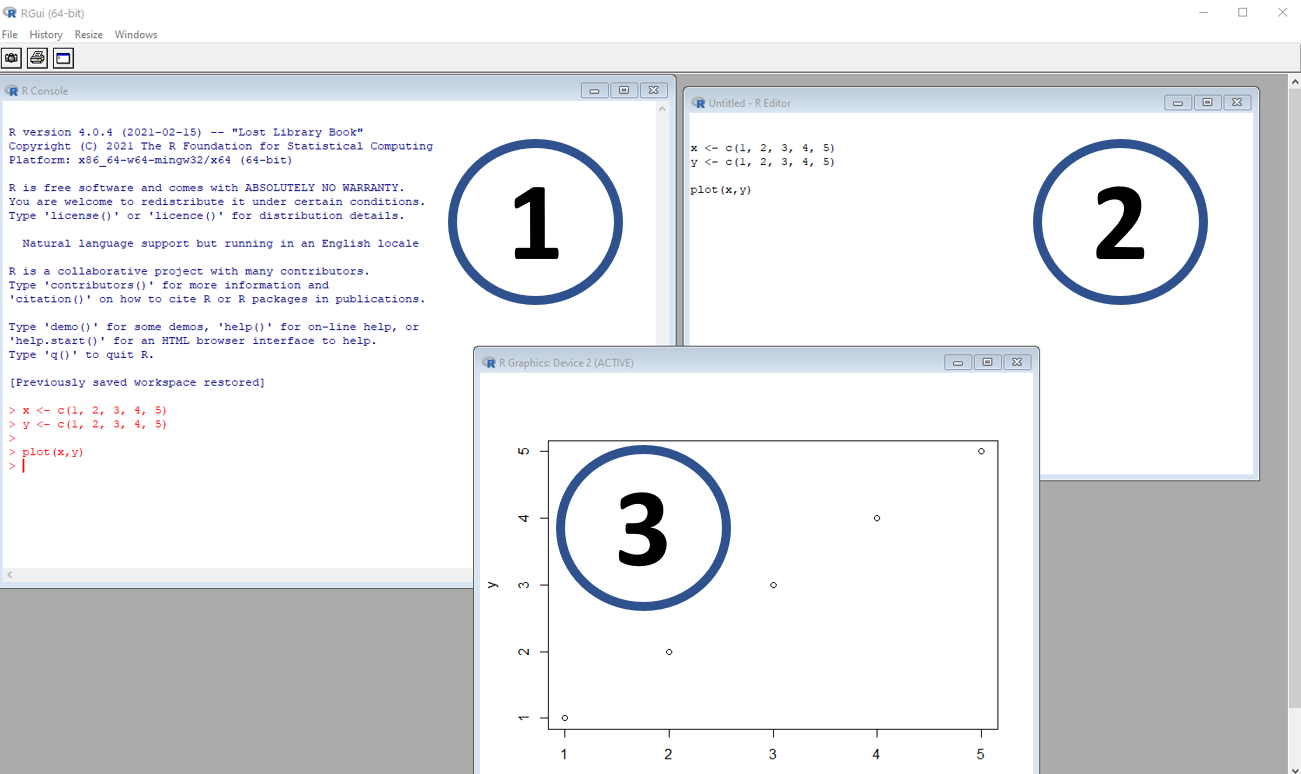 RGui (64-bit)
File History Resize Windows
R Console
R version 4.0.4 (2021-02-15) -- "Lost Library Book"
Copyright (C) 2021 The R Foundation for Statistical Computing
Platform: x86_64-w64-mingw32/x64 (64-bit)
R is free software and comes with ABSOLUTELY NO WARRANTY.
You are welcome to redistribute it under certain conditions.
Type 'license()' or 'licence()' for distribution details.
Natural language support but running in an English locale
R is a collaborative project with many contributors.
Type 'contributors()' for more information and
'citation()' on how to cite R or R packages in publications.
Type 'demo()' for some demos, 'help()' for on-line help, or
'help.start()' for an HTML browser interface to help.
Type 'q()' to quit R.
[Previously saved workspace restored]
> x <- c(1, 2, 3, 4, 5)
> y <- c(1, 2, 3, 4, 5)
>
> plot(x,y)
>
1
Untitled - R Editor
x <- c(1, 2, 3, 4, 5)
y <- c(1, 2, 3, 4, 5)
plot(x,y)
2
R Graphics: Device 2 (ACTIVE)
3
y
5
4
3
2
1
1 2 3 4 5